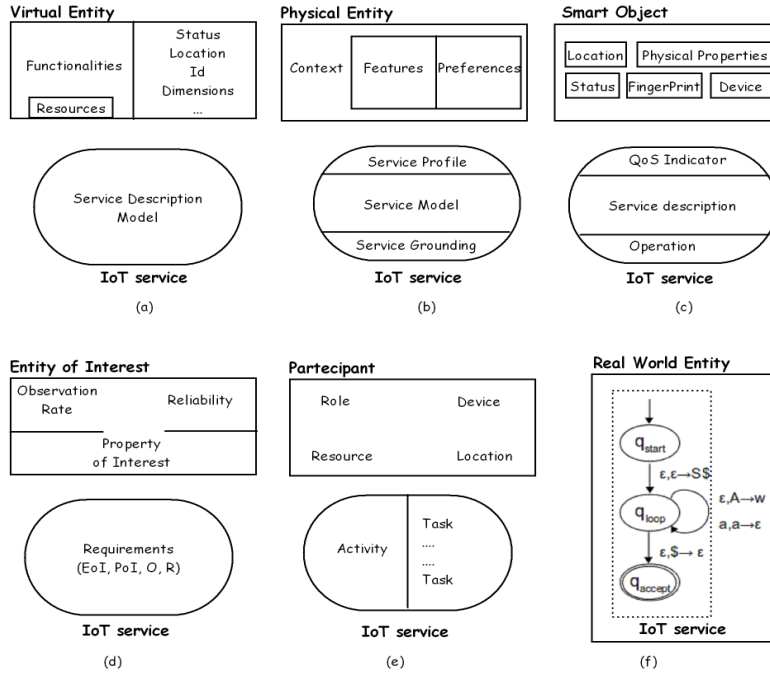 Virtual Entity
Functionalities
Resources
Status
Location
Id
Dimensions
...
Service Description
Model
IoT service
(a)
Physical Entity
Context
Features
Preferences
Service Profile
Service Model
Service Grounding
IoT service
(b)
Smart Object
Location
Physical Properties
Status
FingerPrint
Device
QoS Indicator
Service description
Operation
IoT service
(c)
Entity of Interest
Observation
Rate
Reliability
Property
of Interest
Requirements
(EoI, PoI, O, R)
IoT service
(d)
Partecipant
Role
Device
Resource
Location
Activity
Task
....
....
Task
IoT service
(e)
Real World Entity
qstart
ε,ε→S$
qloop
ε,A→w
a,a→ε
ε,$→ ε
qaccept
IoT service
(f)